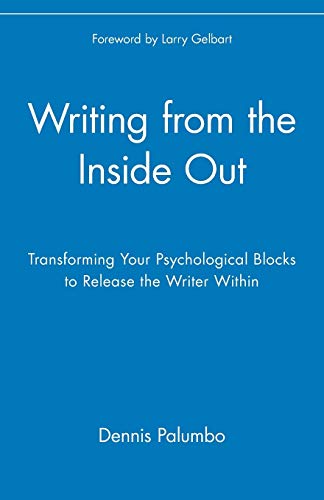 Foreword by Larry Gelbart
Writing from the
Inside Out
Transforming Your Psychological Blocks
to Release the Writer Within
Dennis Palumbo